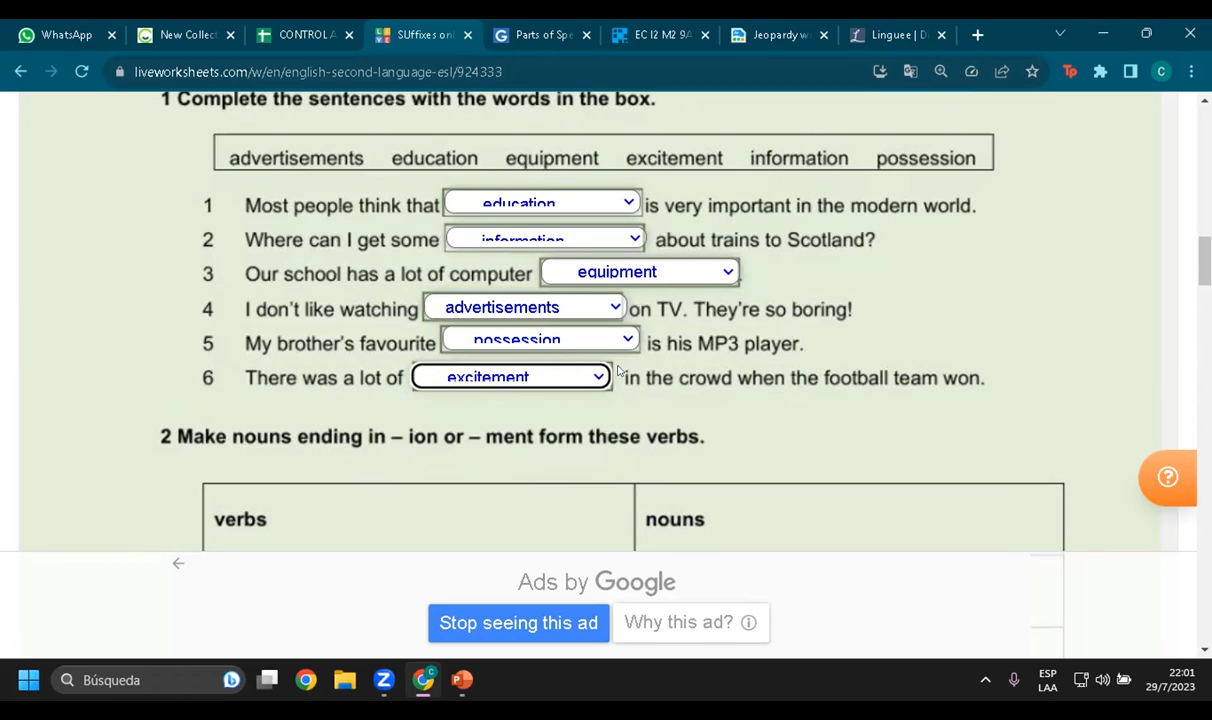 WhatsApp
New Collec
CONTROL A
SUffixes onl
Parts of Spe
EC I2 M2 9A
Jeopardy w
Linguee | D
liveworksheets.com/w/en/english-second-language-esl/924333
1 Complete the sentences with the words in the box.
advertisements education equipment excitement information possession
1 Most people think that education is very important in the modern world.
2 Where can I get some information about trains to Scotland?
3 Our school has a lot of computer equipment.
4 I don't like watching advertisements on TV. They're so boring!
5 My brother's favourite possession is his MP3 player.
6 There was a lot of excitement in the crowd when the football team won.
2 Make nouns ending in – ion or – ment form these verbs.
verbs nouns
Ads by Google
Stop seeing this ad Why this ad?
Búsqueda
ESP
LAA
22:01
29/7/2023